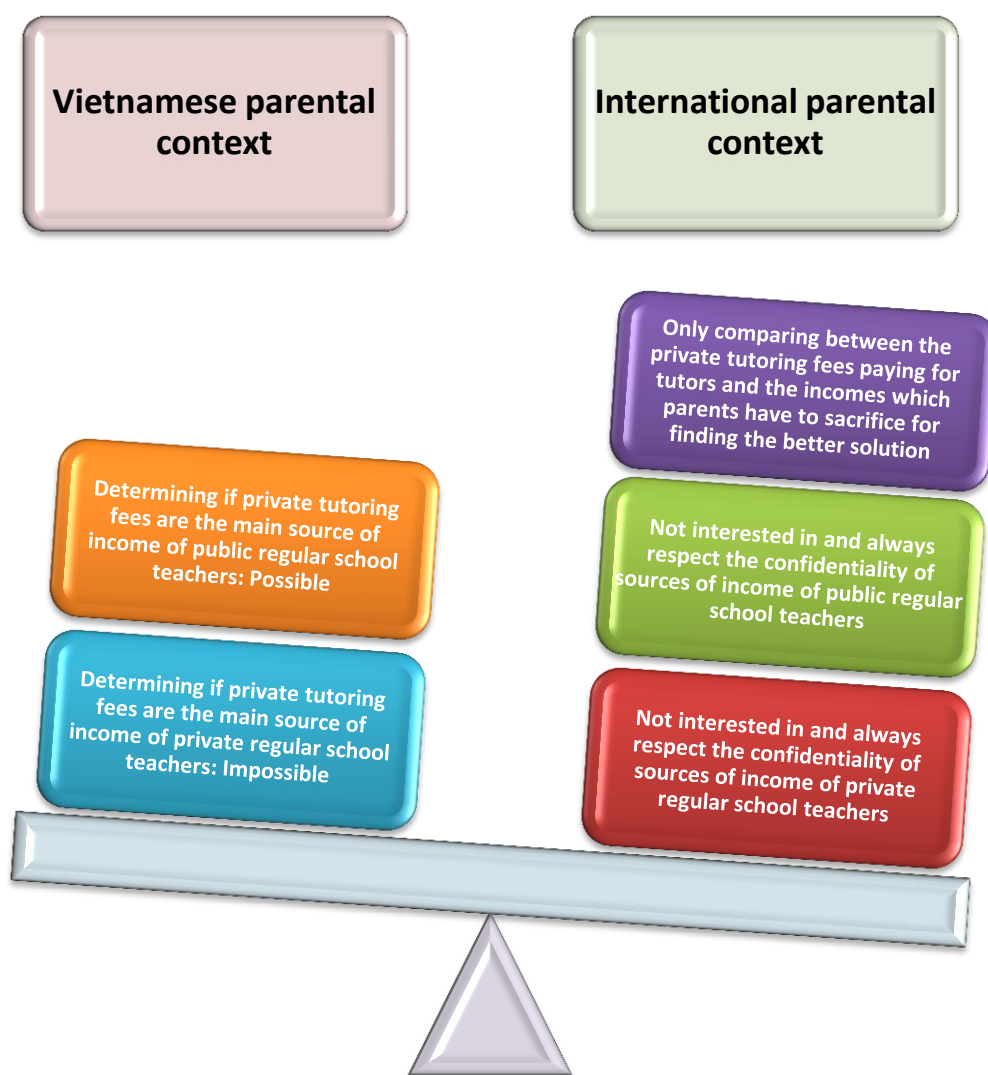 Vietnamese parental
context
International parental
context
Determining if private tutoring
fees are the main source of
income of public regular school
teachers: Possible
Determining if private tutoring
fees are the main source of
income of private regular school
teachers: Impossible
Only comparing between the
private tutoring fees paying for
tutors and the incomes which
parents have to sacrifice for
finding the better solution
Not interested in and always
respect the confidentiality of
sources of income of public regular
school teachers
Not interested in and always
respect the confidentiality of
sources of income of private
regular school teachers